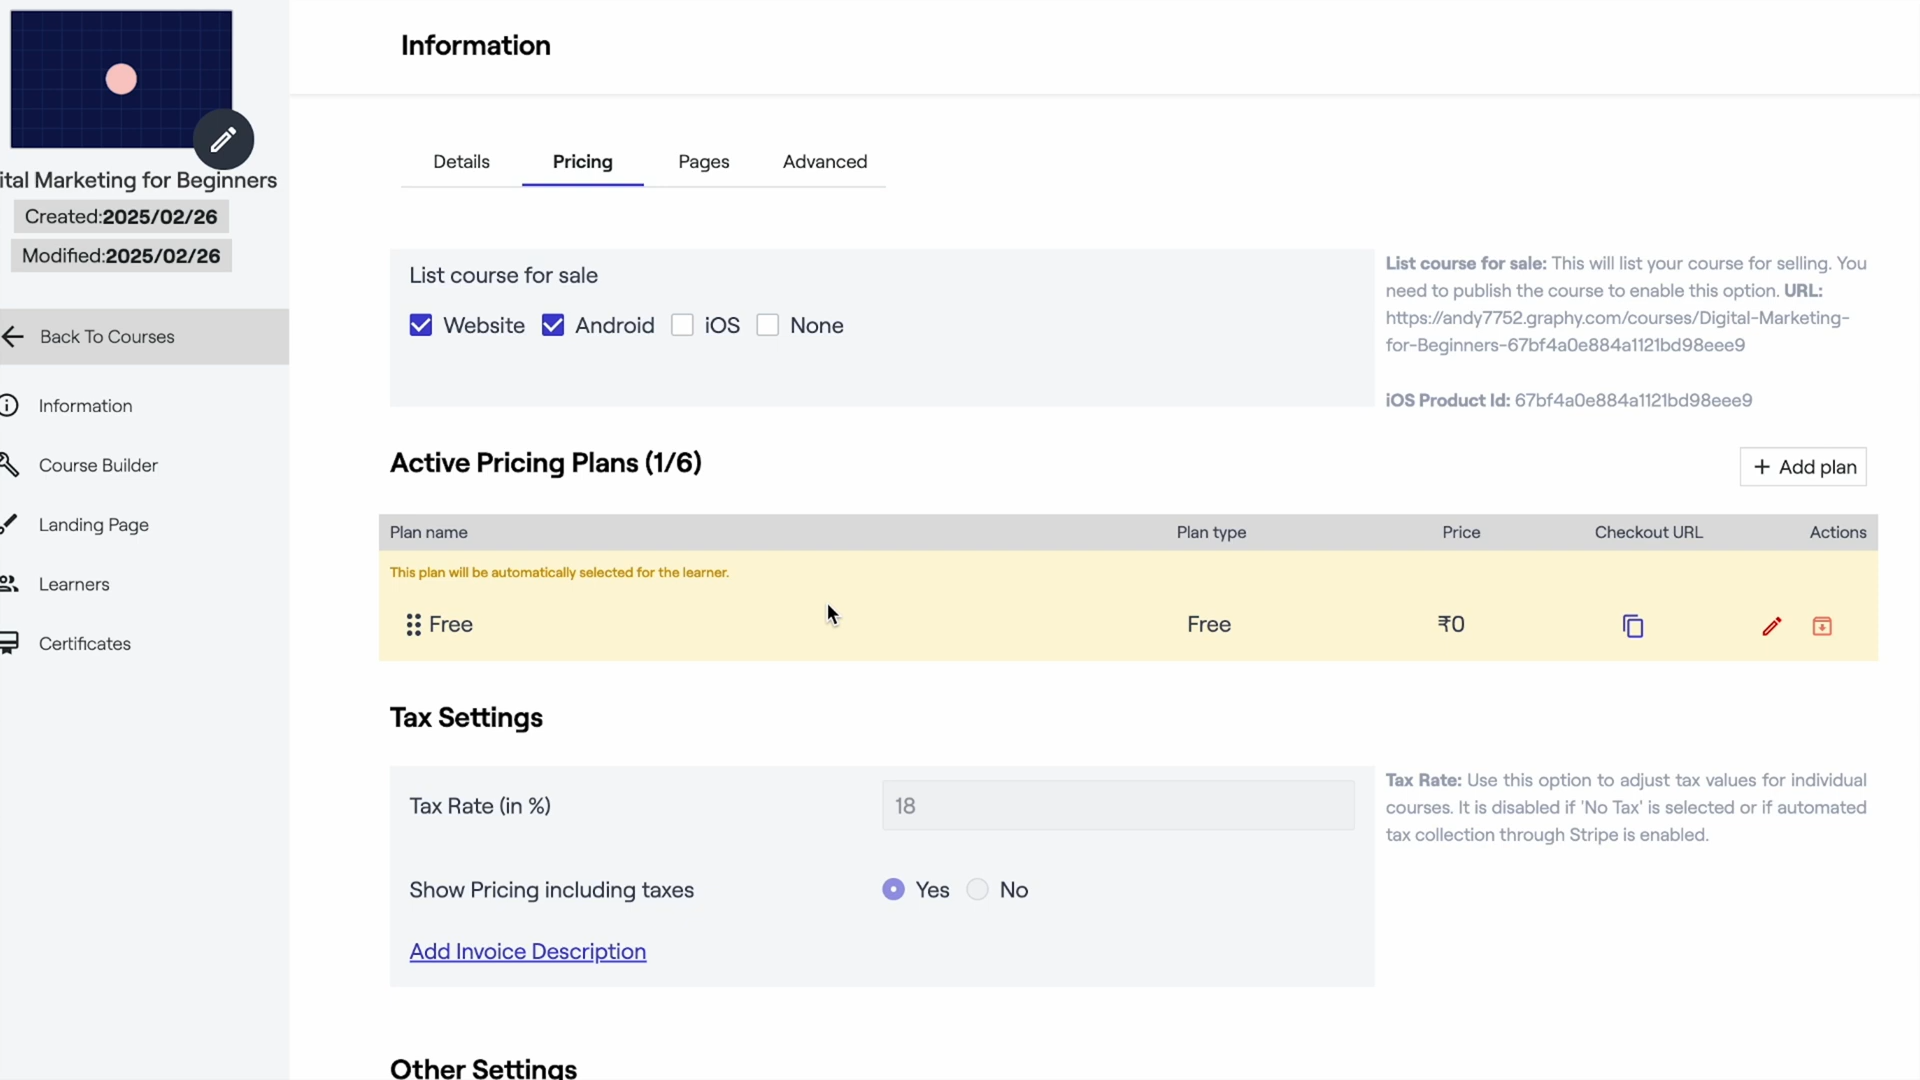 ital Marketing for Beginners
Created:2025/02/26
Modified:2025/02/26
Back To Courses
Information
Course Builder
Landing Page
Learners
Certificates
Information
Details Pricing Pages Advanced
List course for sale
Website Android iOS None
List course for sale: This will list your course for selling. You
need to publish the course to enable this option. URL:
https://andy7752.graphy.com/courses/Digital-Marketing-
for-Beginners-67bf4a0e884a1121bd98eee9
iOS Product Id: 67bf4a0e884a1121bd98eee9
Active Pricing Plans (1/6)
+ Add plan
Plan name Plan type Price Checkout URL Actions
This plan will be automatically selected for the learner.
Free Free ₹0
Tax Settings
Tax Rate (in %) 18
Show Pricing including taxes Yes No
Add Invoice Description
Tax Rate: Use this option to adjust tax values for individual
courses. It is disabled if 'No Tax' is selected or if automated
tax collection through Stripe is enabled.
Other Settings